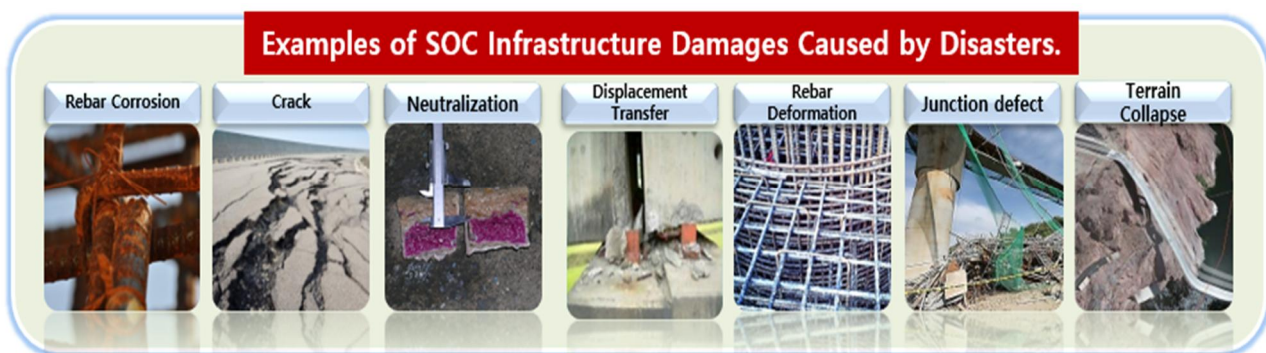 Examples of SOC Infrastructure Damages Caused by Disasters.
Rebar Corrosion
Crack
Neutralization
Displacement
Transfer
Rebar
Deformation
Junction defect
Terrain
Collapse